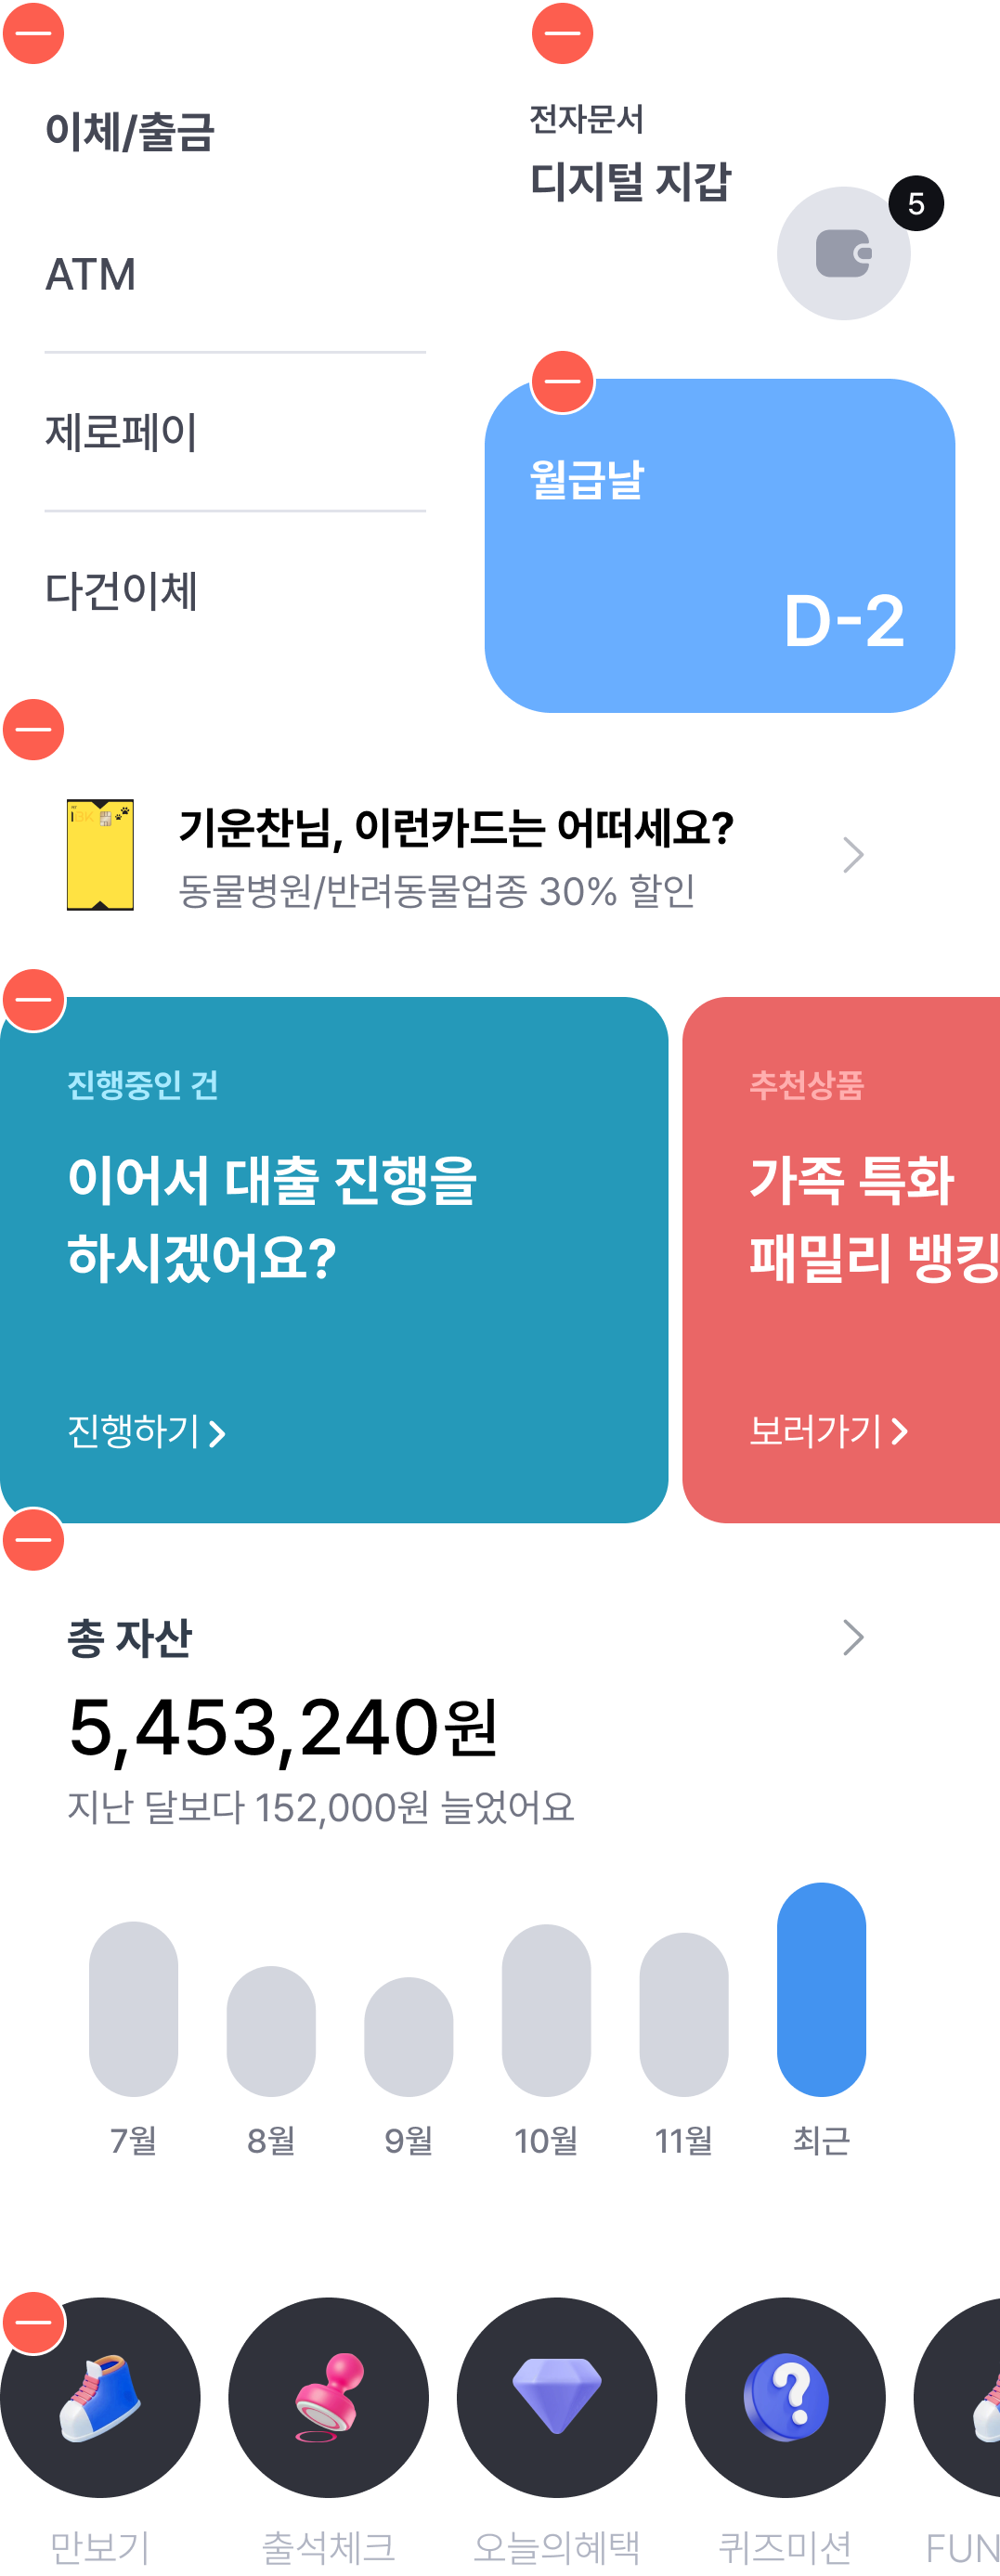 이체/출금
ATM
제로페이
다건이체
전자문서
디지털 지갑
5
월급날
D-2
기운찬님, 이런카드는 어떠세요?
동물병원/반려동물업종 30% 할인
진행중인 건
이어서 대출 진행을
하시겠어요?
진행하기
추천상품
가족 특화
패밀리 뱅킹
보러가기
총 자산
5,453,240원
지난 달보다 152,000원 늘었어요
7월
8월
9월
10월
11월
최근
만보기
출석체크
오늘의혜택
퀴즈미션
FUN